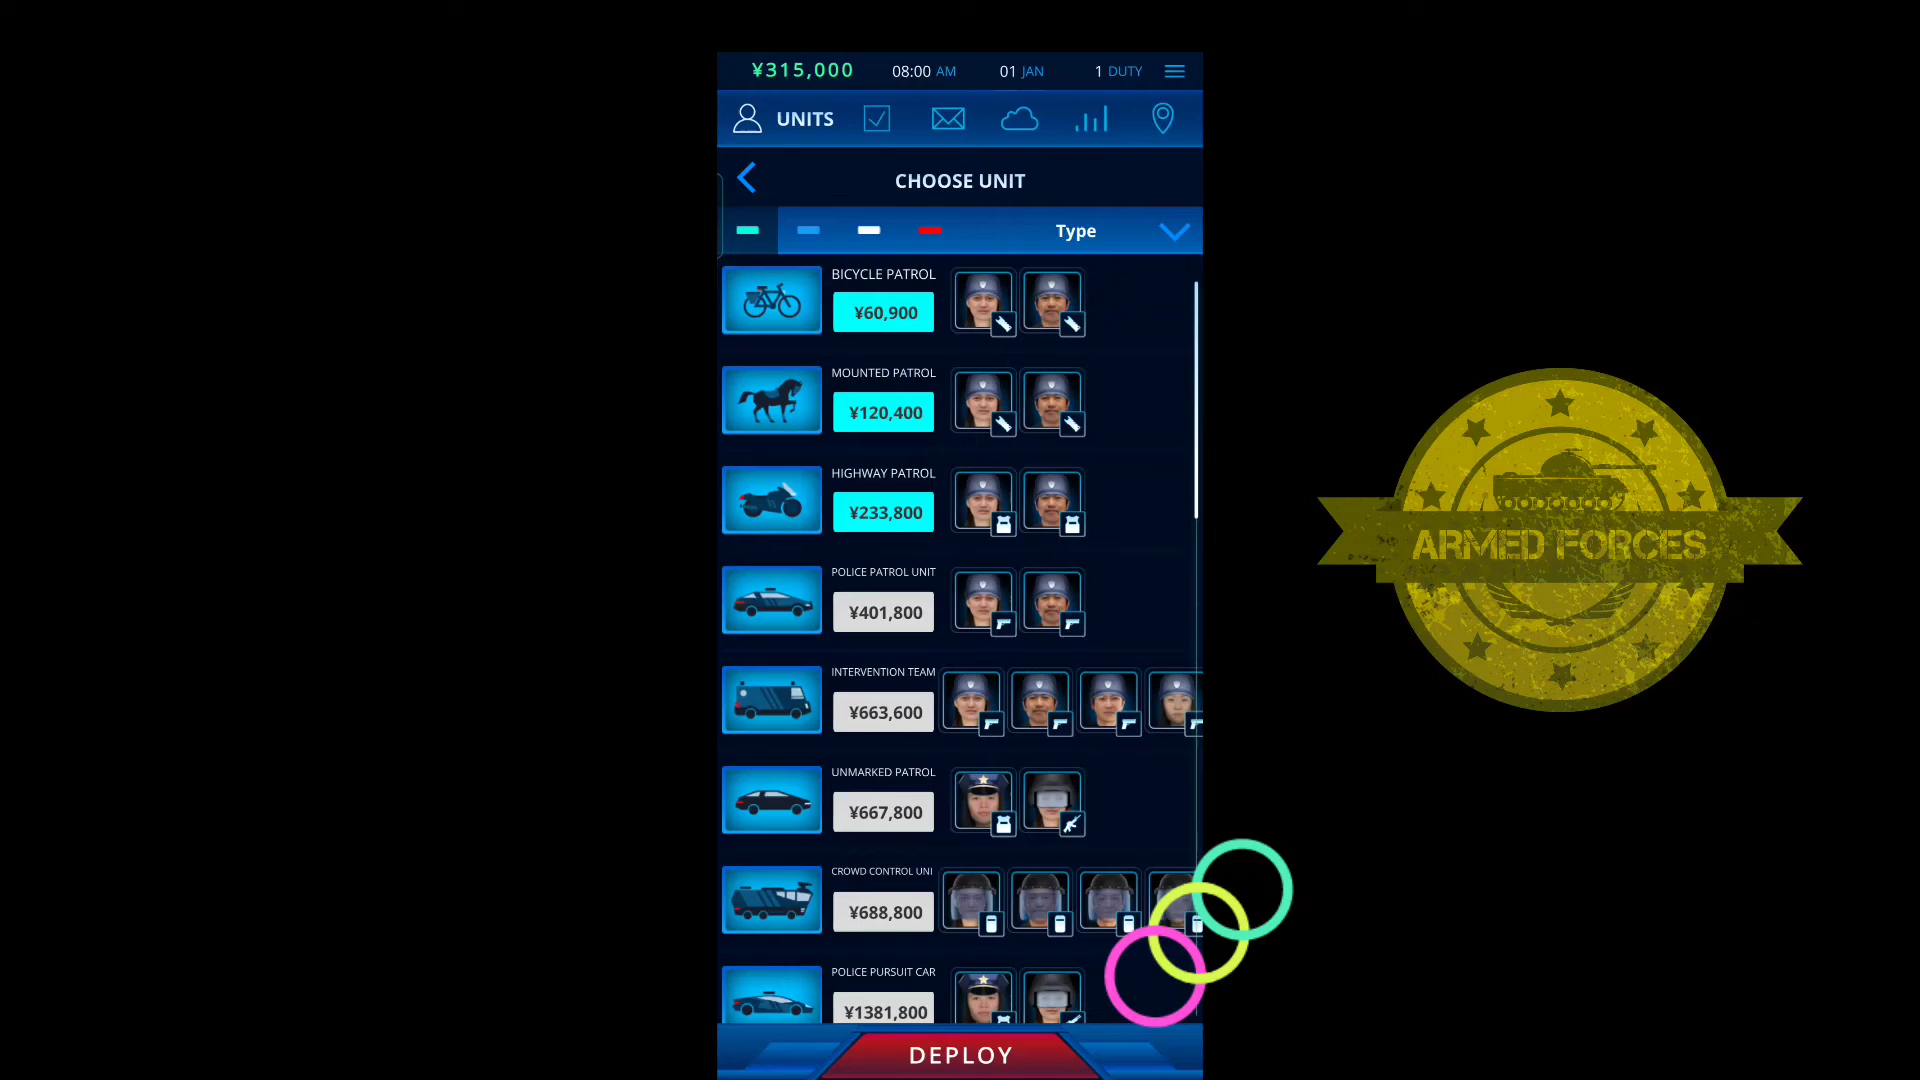 ¥315,000 08:00 AM 01 JAN 1 DUTY
UNITS
CHOOSE UNIT
Type
BICYCLE PATROL
¥60,900
MOUNTED PATROL
¥120,400
HIGHWAY PATROL
¥233,800
POLICE PATROL UNIT
¥401,800
INTERVENTION TEAM
¥663,600
UNMARKED PATROL
¥667,800
CROWD CONTROL UNI
¥688,800
POLICE PURSUIT CAR
¥1381,800
DEPLOY
ARMED FORCES